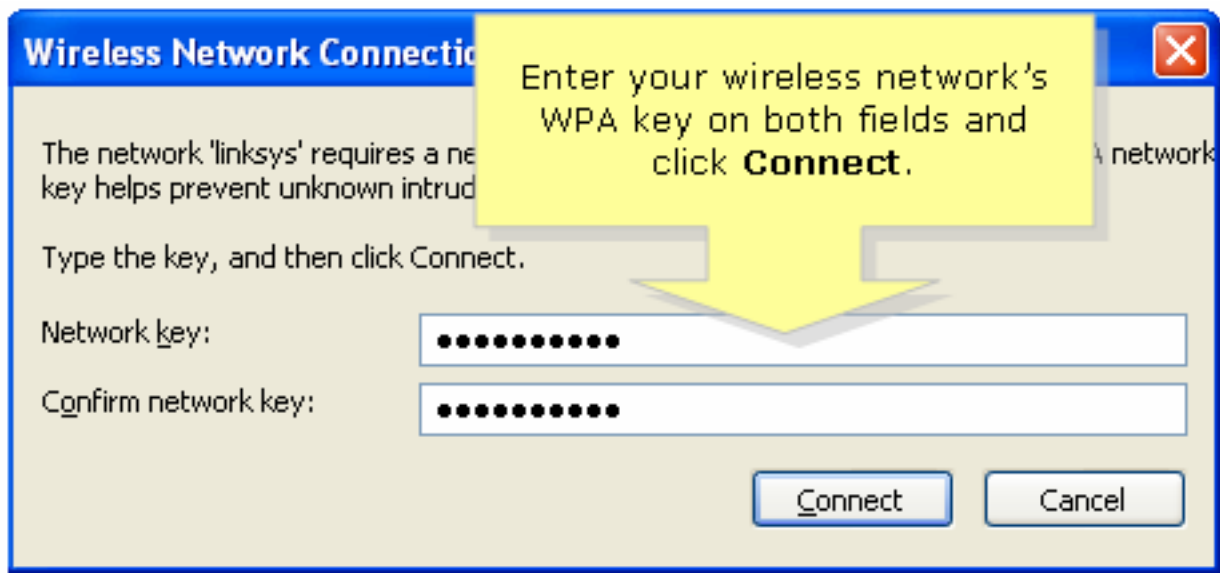 Wireless Network Connectio
Enter your wireless network's
WPA key on both fields and
click Connect.
The network 'linksys' requires a ne
network
key helps prevent unknown intrud
Type the key, and then click Connect.
Network key:
●●●●●●●●●●
Confirm network key:
●●●●●●●●●●
Connect
Cancel